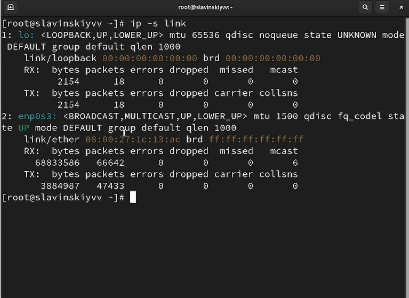 root@slavinskiyvv:~
[root@slavinskiyvv ~]# ip -s link
1: lo: <LOOPBACK,UP,LOWER_UP> mtu 65536 qdisc noqueue state UNKNOWN mode
 DEFAULT group default qlen 1000
link/loopback 00:00:00:00:00:00 brd 00:00:00:00:00:00
RX: bytes packets errors dropped missed mcast
2154 18 0 0 0 0
TX: bytes packets errors dropped carrier collsns
2154 18 0 0 0 0
2: enp0s3: <BROADCAST,MULTICAST,UP,LOWER_UP> mtu 1500 qdisc fq_codel sta
te UP mode DEFAULT group default qlen 1000
link/ether 08:00:27:1c:13:ac brd ff:ff:ff:ff:ff:ff
RX: bytes packets errors dropped missed mcast
68833586 66642 0 0 0 6
TX: bytes packets errors dropped carrier collsns
3884987 47433 0 0 0 0
[root@slavinskiyvv ~]#